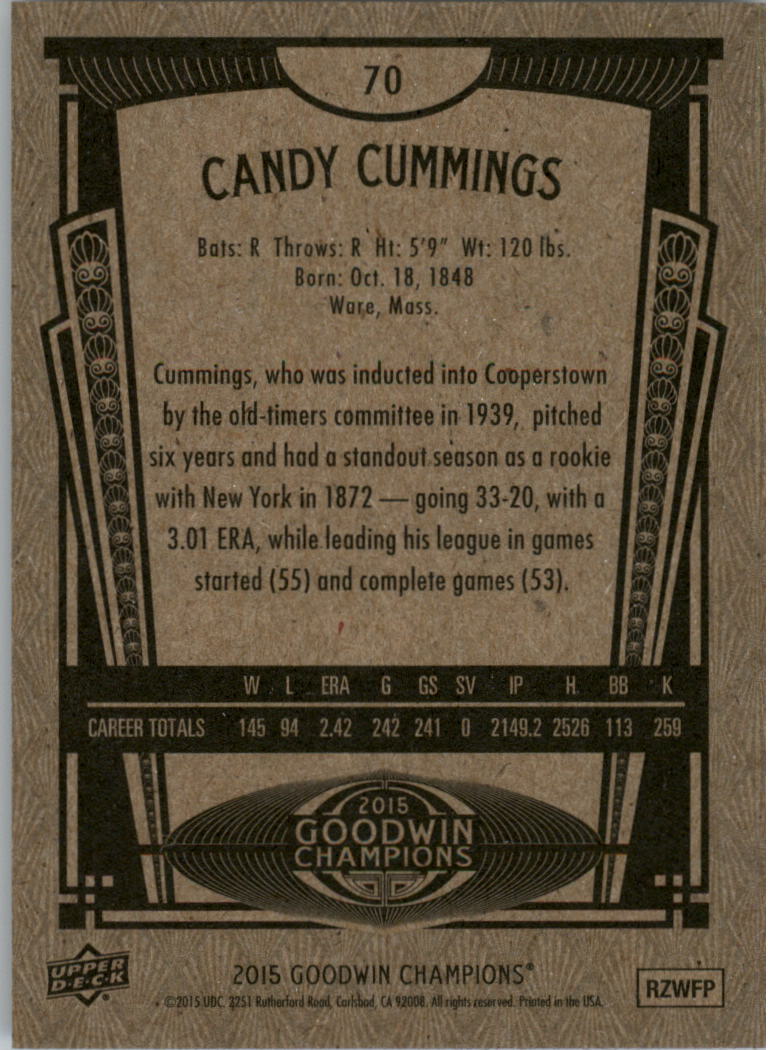 70
CANDY CUMMINGS
Bats: R Throws: R Ht: 5'9" Wt: 120 lbs.
Born: Oct. 18, 1848
Ware, Mass.
Cummings, who was inducted into Cooperstown
by the old-timers committee in 1939, pitched
six years and had a standout season as a rookie
with New York in 1872 — going 33-20, with a
3.01 ERA, while leading his league in games
started (55) and complete games (53).
W L ERA G GS SV IP H BB K
CAREER TOTALS 145 94 2.42 242 241 0 2149.2 2526 113 259
2015
GOODWIN
CHAMPIONS
UPPER
DECK
2015 GOODWIN CHAMPIONS®
©2015 UDC. 2251 Rutherford Road, Carlsbad, CA 92008. All rights reserved. Printed in the USA.
RZWFP